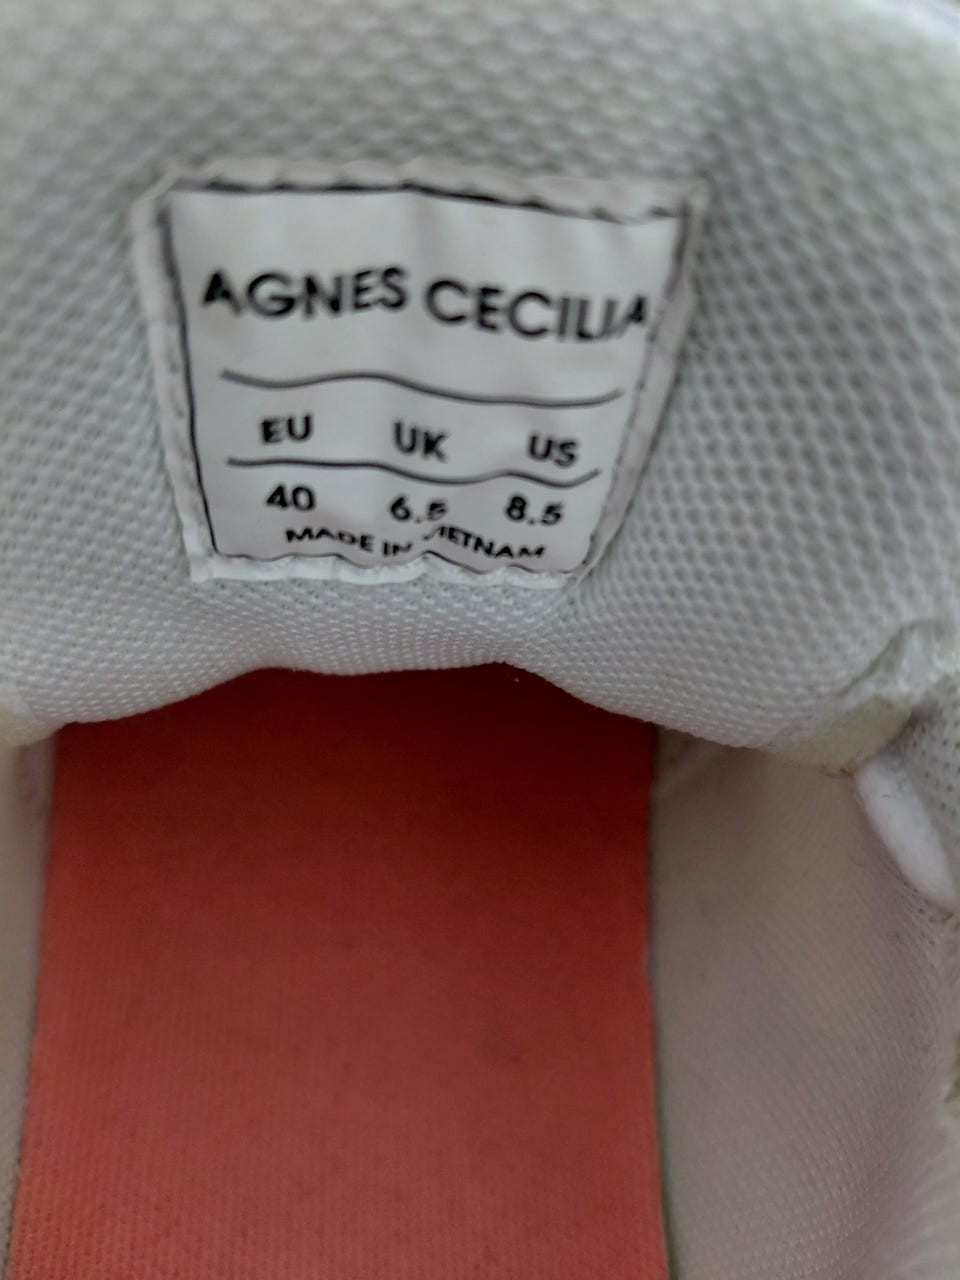 AGNES CECILIA
EU UK US
40 6.5 8.5
MADE IN VIETNAM